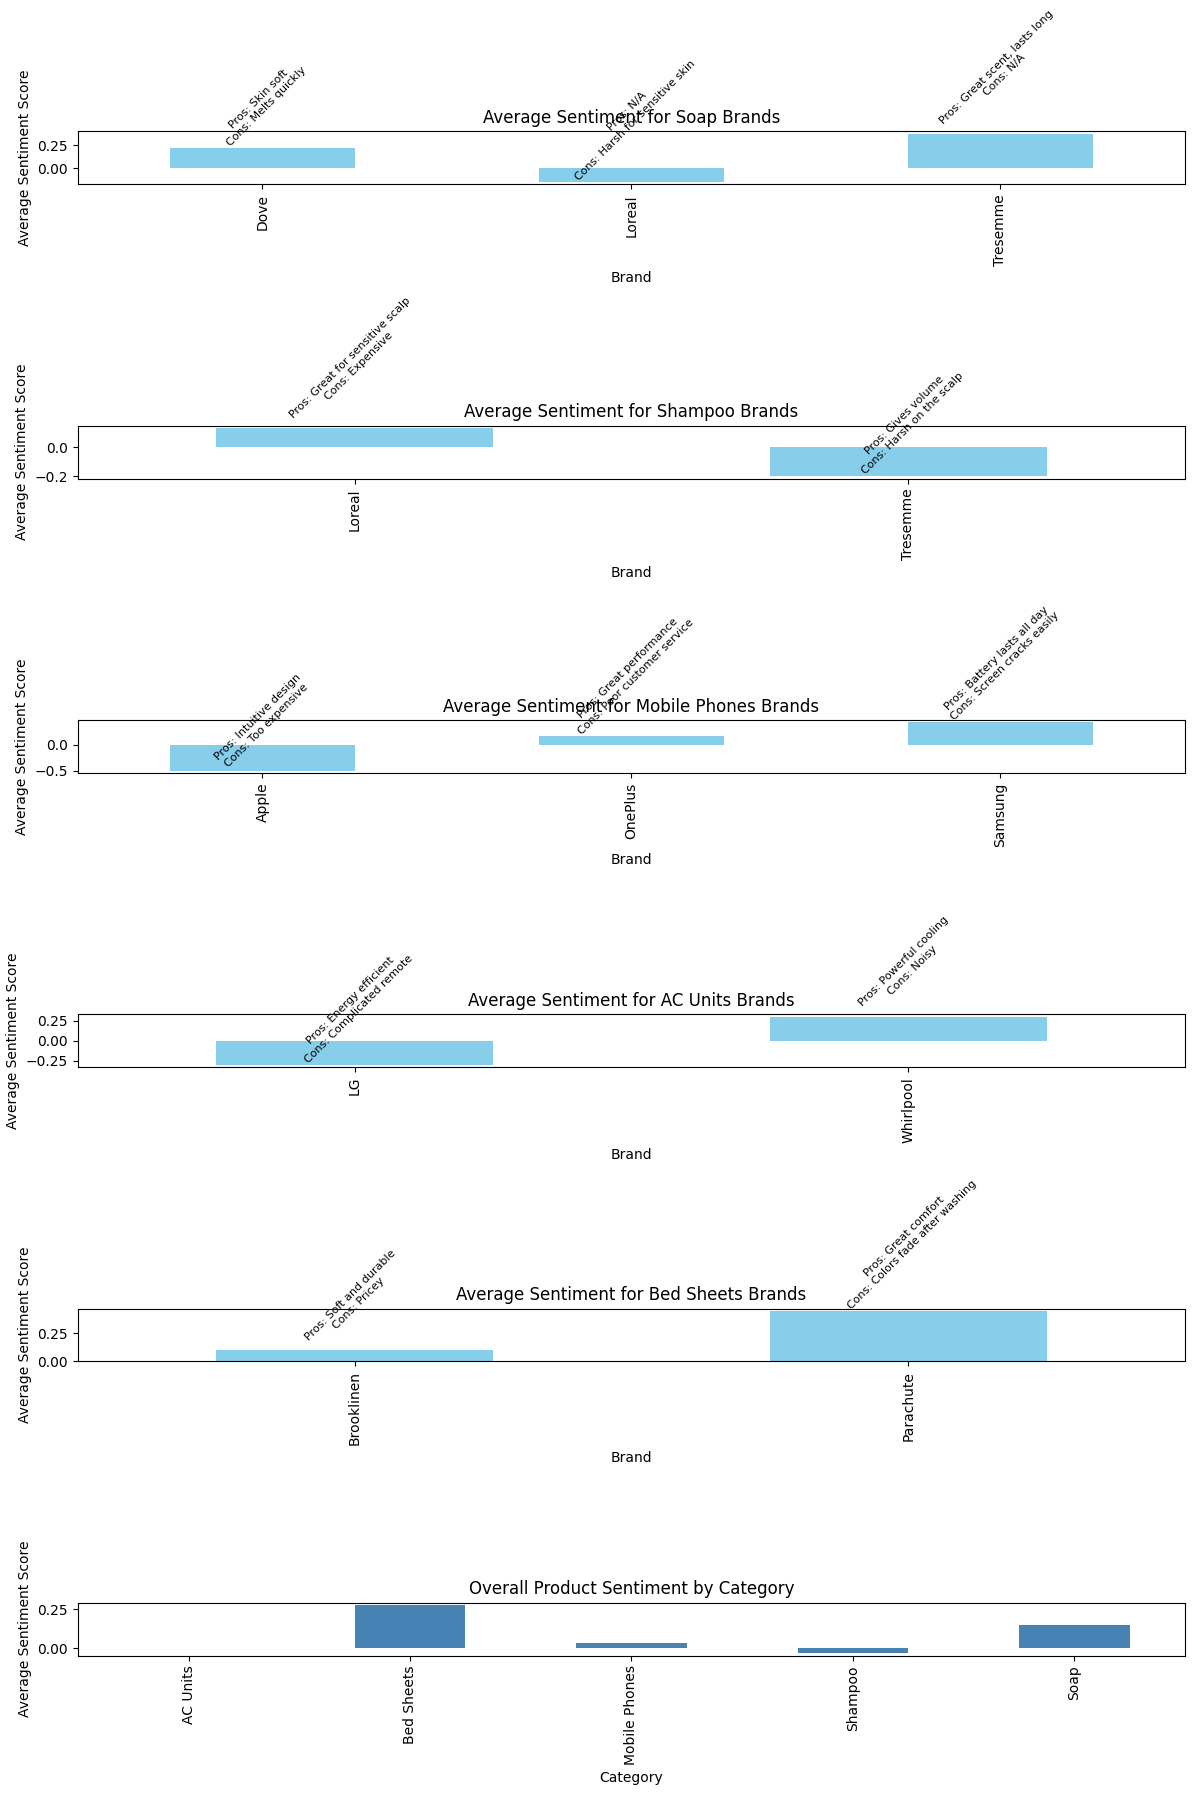 Pros: Skin soft
Cons: Melts quickly
Pros: N/A
Cons: Harsh for sensitive skin
Pros: Great scent, lasts long
Cons: N/A
Average Sentiment for Soap Brands
Average Sentiment Score
0.25
0.00
Dove
Loreal
Tresemme
Brand
Pros: Great for sensitive scalp
Cons: Expensive
Pros: Gives volume
Cons: Harsh on the scalp
Average Sentiment for Shampoo Brands
Average Sentiment Score
0.0
−0.2
Loreal
Tresemme
Brand
Pros: Intuitive design
Cons: Too expensive
Pros: Great performance
Cons: Poor customer service
Pros: Battery lasts all day
Cons: Screen cracks easily
Average Sentiment for Mobile Phones Brands
Average Sentiment Score
0.0
−0.5
Apple
OnePlus
Samsung
Brand
Pros: Energy efficient
Cons: Complicated remote
Pros: Powerful cooling
Cons: Noisy
Average Sentiment for AC Units Brands
Average Sentiment Score
0.25
0.00
−0.25
LG
Whirlpool
Brand
Pros: Soft and durable
Cons: Pricey
Pros: Great comfort
Cons: Colors fade after washing
Average Sentiment for Bed Sheets Brands
Average Sentiment Score
0.25
0.00
Brooklinen
Parachute
Brand
Overall Product Sentiment by Category
Average Sentiment Score
0.25
0.00
AC Units
Bed Sheets
Mobile Phones
Shampoo
Soap
Category